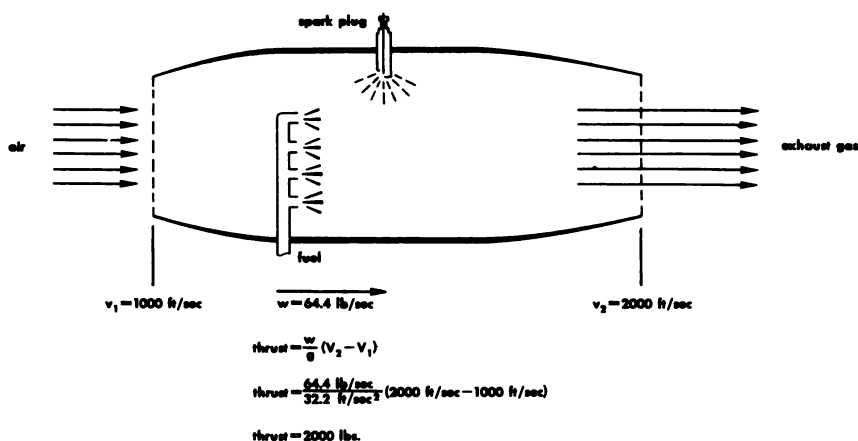 spark plug
air
exhaust gas
fuel
v₁=1000 ft/sec
w=64.4 lb/sec
v₂=2000 ft/sec
thrust=w/g (V₂−V₁)
thrust=64.4 lb/sec/32.2 ft/sec² (2000 ft/sec−1000 ft/sec)
thrust=2000 lbs.